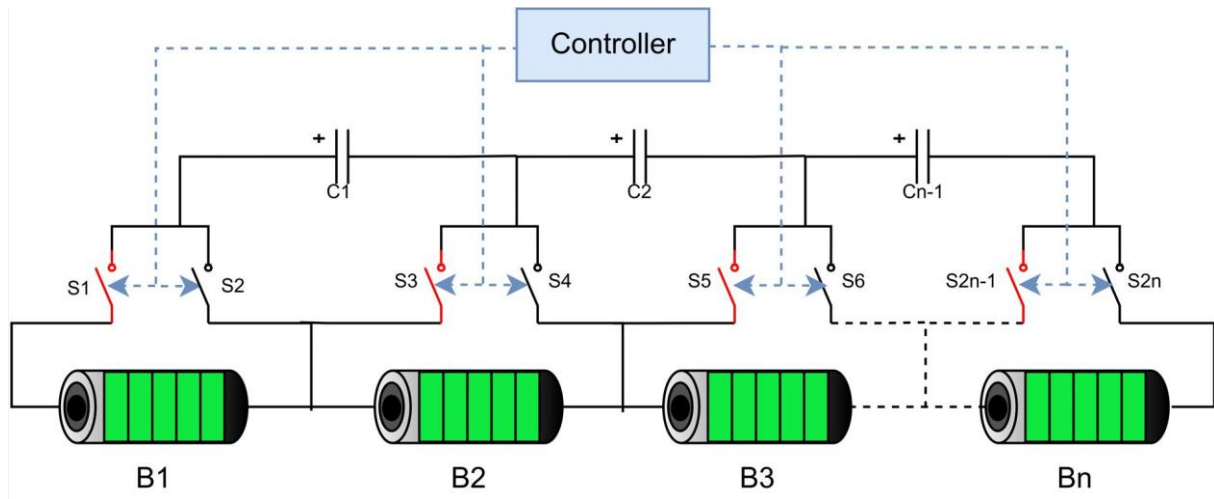 Controller
+ + +
C1 C2 Cn-1
S1 S2 S3 S4 S5 S6 S2n-1 S2n
B1 B2 B3 Bn